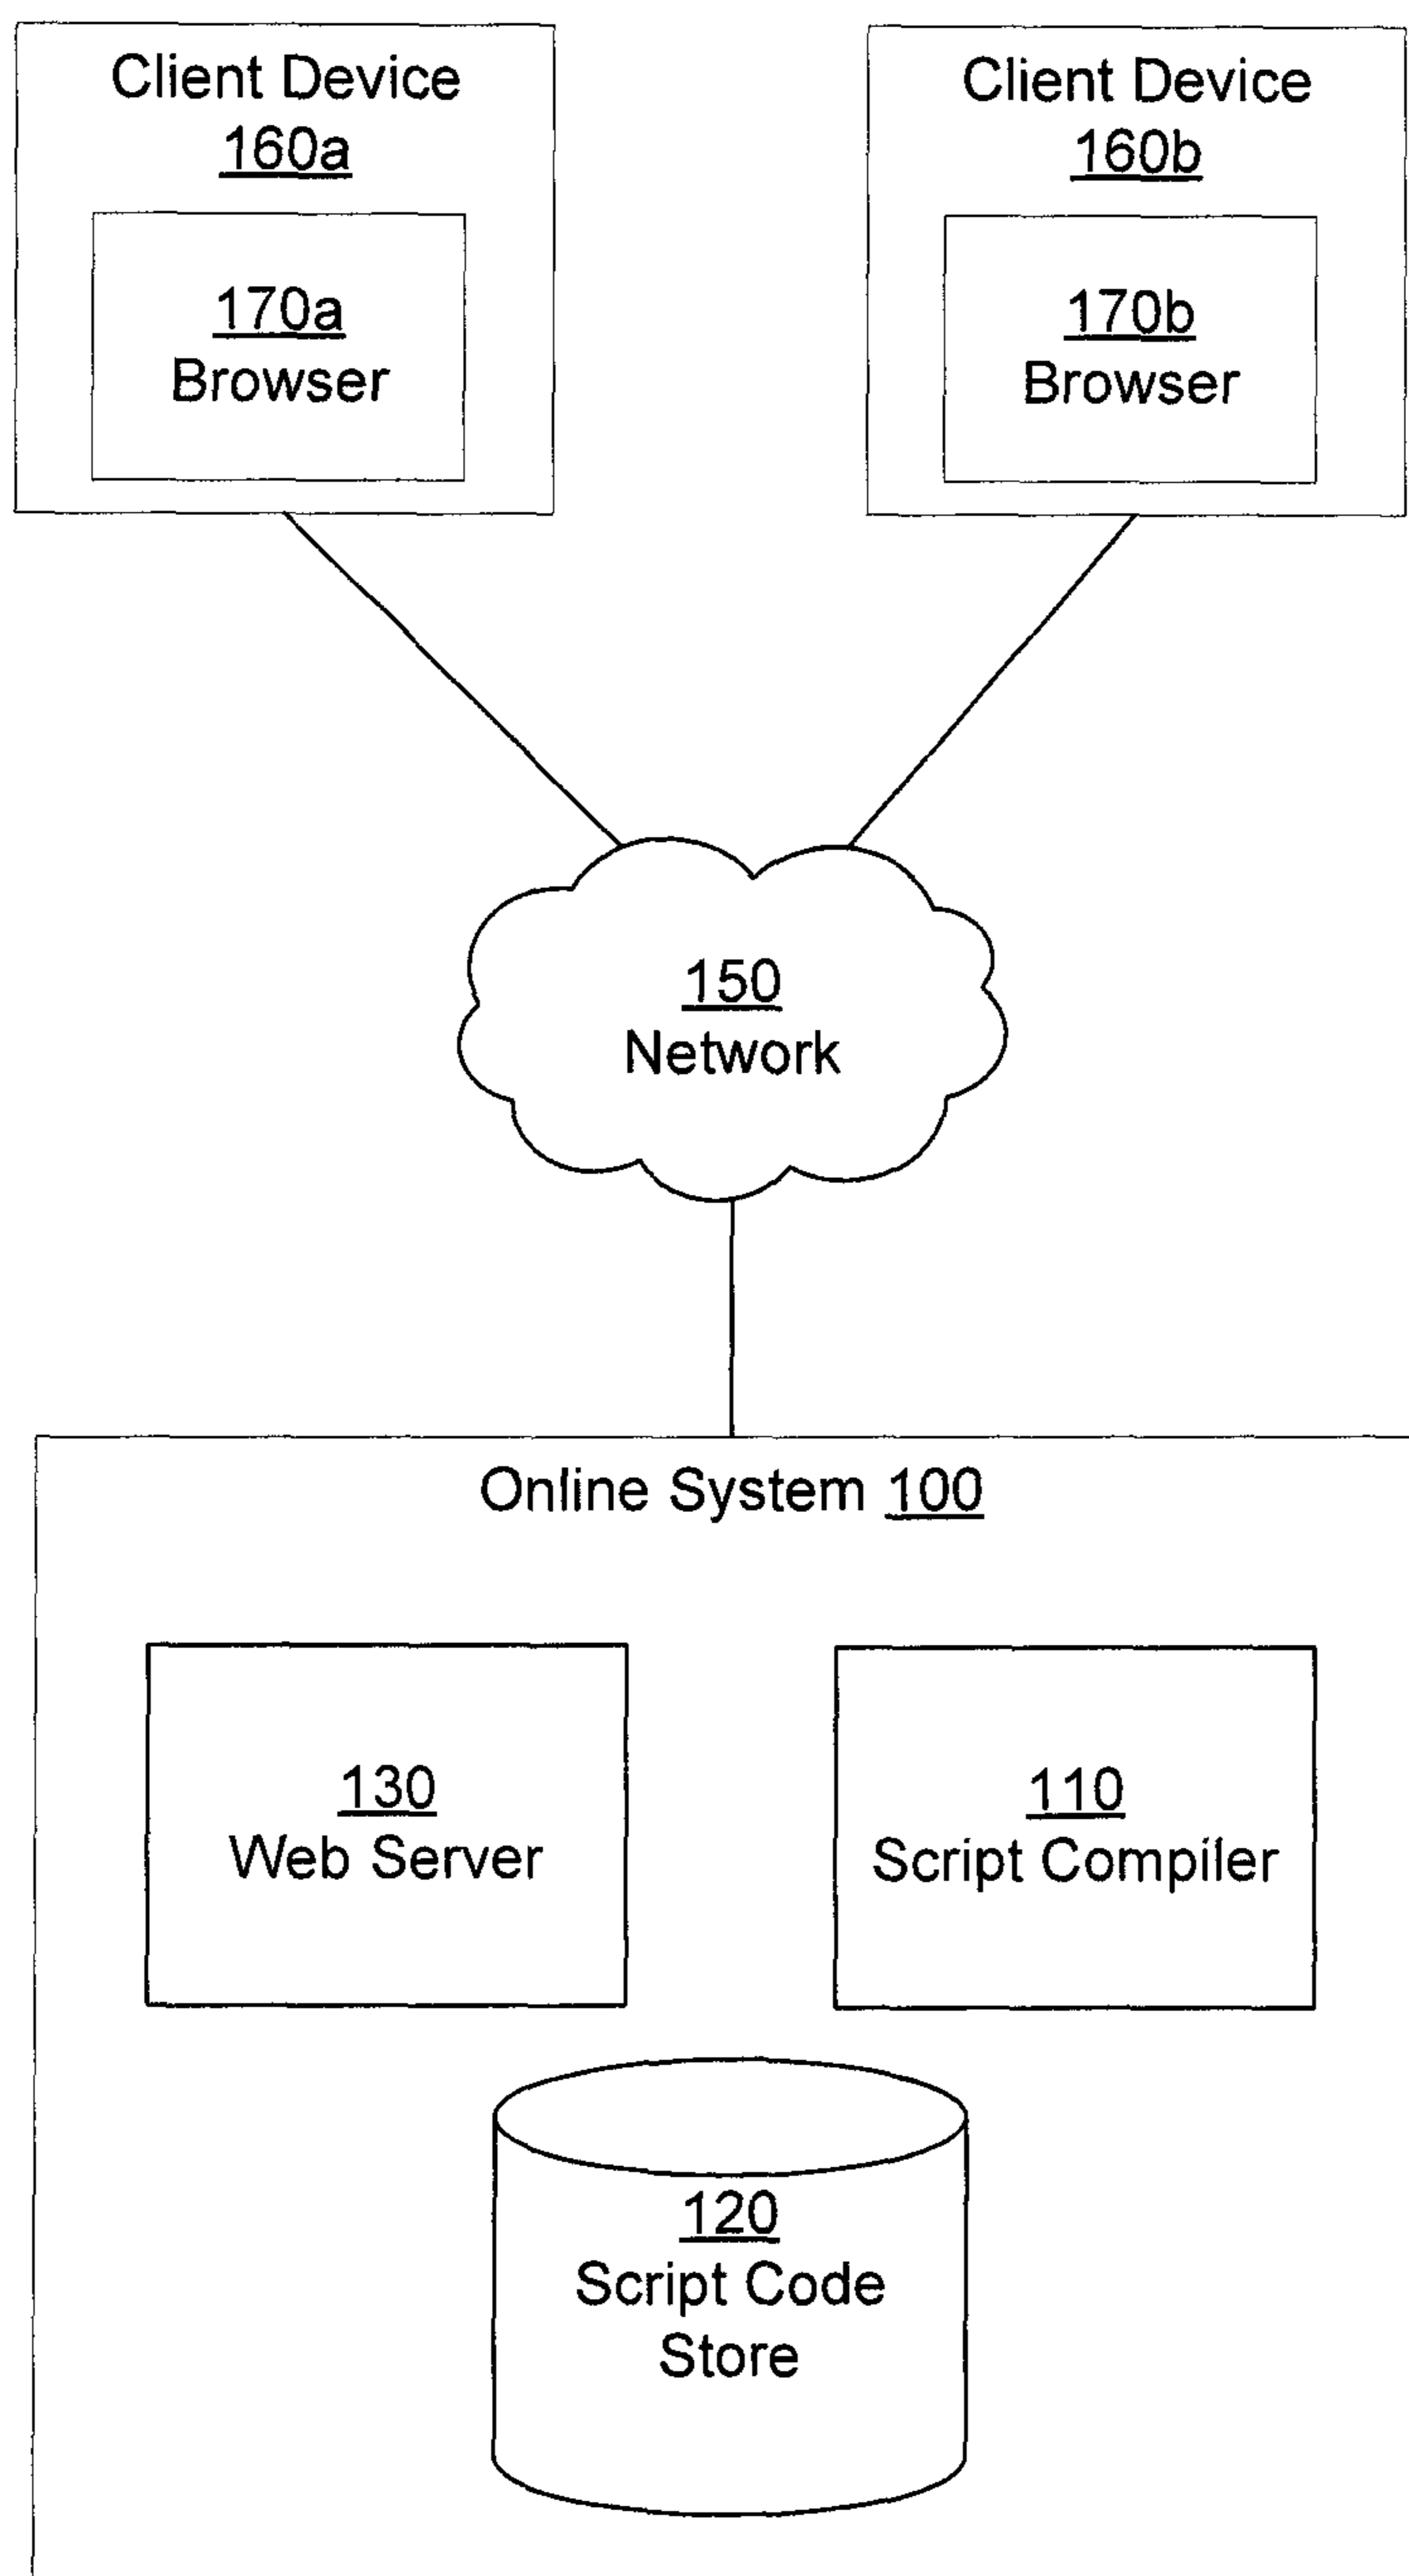 Client Device
160a
170a
Browser
Client Device
160b
170b
Browser
150
Network
Online System 100
130
Web Server
110
Script Compiler
120
Script Code
Store